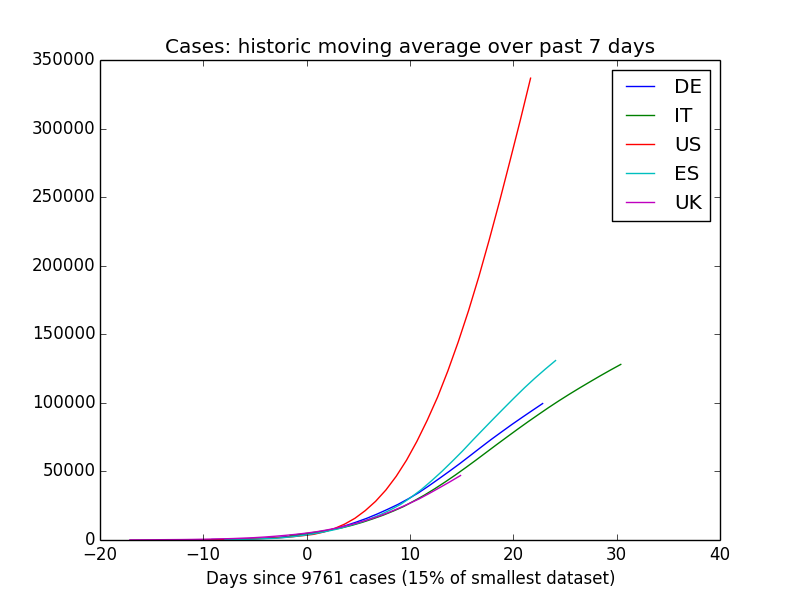 Cases: historic moving average over past 7 days
350000
300000
250000
200000
150000
100000
50000
0
DE
IT
US
ES
UK
−20
−10
0
10
20
30
40
Days since 9761 cases (15% of smallest dataset)